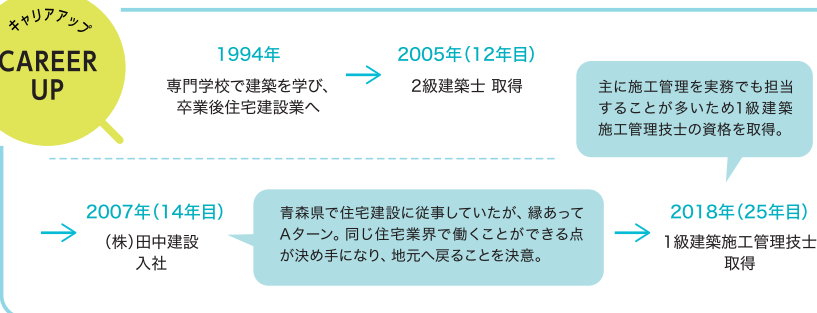 キャリアアップ
CAREER
UP
1994年
専門学校で建築を学び、
卒業後住宅建設業へ
2005年（12年目）
2級建築士 取得
主に施工管理を実務でも担当
することが多いため1級建築
施工管理技士の資格を取得。
2007年（14年目）
（株）田中建設
入社
青森県で住宅建設に従事していたが、縁あって
Aターン。同じ住宅業界で働くことができる点
が決め手になり、地元へ戻ることを決意。
2018年（25年目）
1級建築施工管理技士
取得